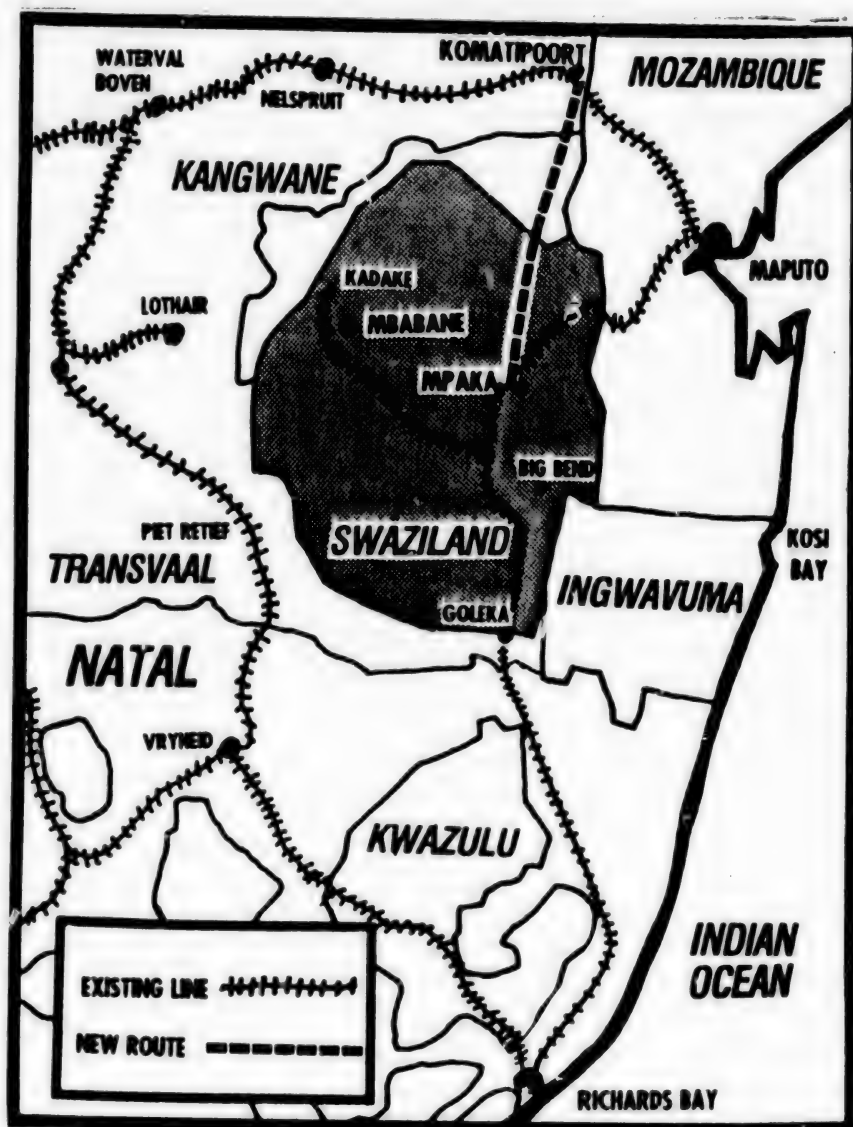 WATERVAL
BOVEN
NELSPRUIT
KOMATIPOORT
MOZAMBIQUE
KANGWANE
MAPUTO
KADAKE
LOTHAIR
MBABANE
MPAKA
BIG BEND
PIET RETIEF
TRANSVAAL
SWAZILAND
KOSI
BAY
INGWAVUMA
GOLEKA
NATAL
VRYHEID
KWAZULU
INDIAN
OCEAN
EXISTING LINE
NEW ROUTE
RICHARDS BAY